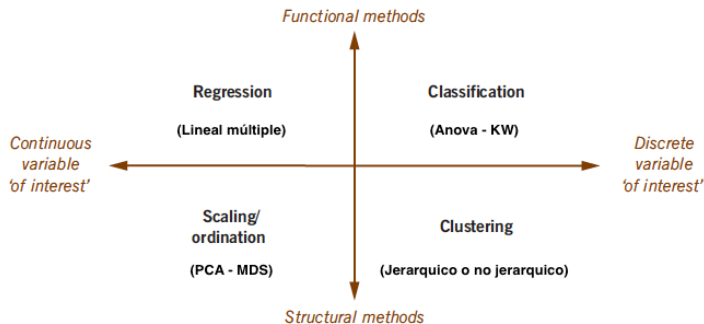 Functional methods
Regression
Classification
(Lineal múltiple)
(Anova - KW)
Continuous
variable
'of interest'
Discrete
variable
'of interest'
Scaling/
ordination
Clustering
(PCA - MDS)
(Jerarquico o no jerarquico)
Structural methods